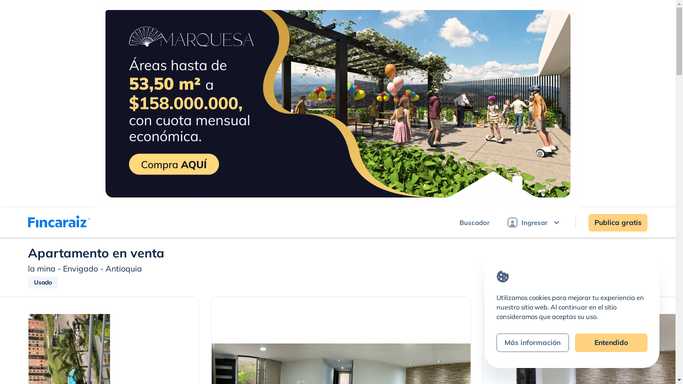 MARQUESA
Áreas hasta de
53,50 m² a
$158.000.000,
con cuota mensual
económica.
Compra AQUÍ
Fincaraiz
Buscador
Ingresar
Publica gratis
Apartamento en venta
la mina - Envigado - Antioquia
Usado
Utilizamos cookies para mejorar tu experiencia en
nuestro sitio web. Al continuar en el sitio
consideramos que aceptas su uso.
Más información
Entendido